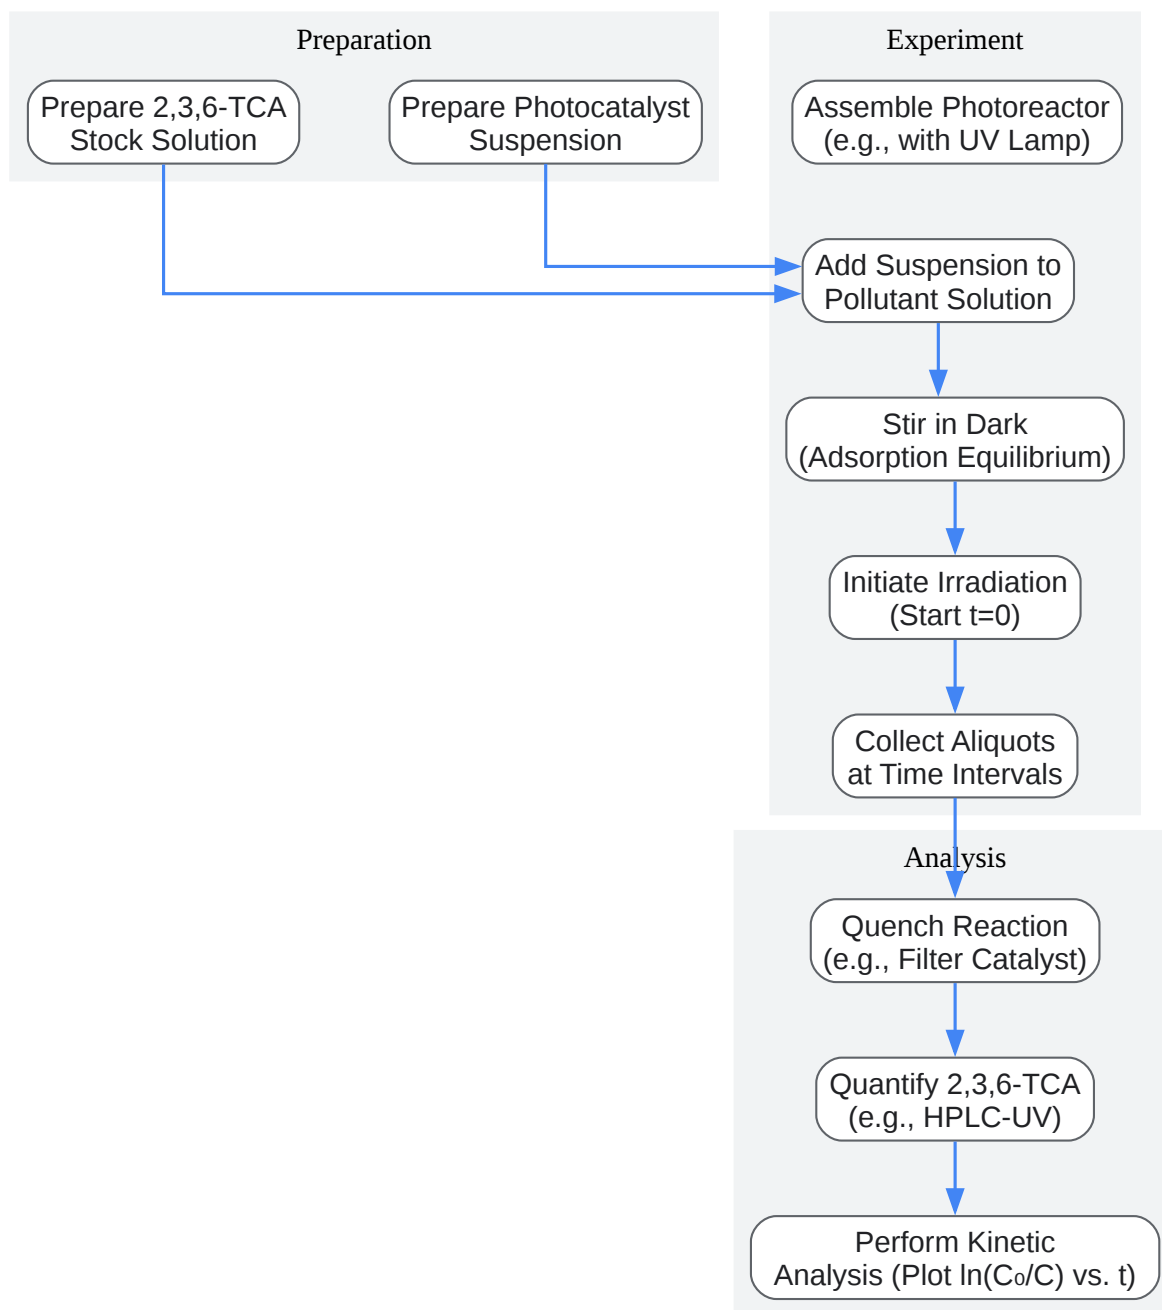 Preparation
Prepare 2,3,6-TCA
Stock Solution
Prepare Photocatalyst
Suspension
Experiment
Assemble Photoreactor
(e.g., with UV Lamp)
Add Suspension to
Pollutant Solution
Stir in Dark
(Adsorption Equilibrium)
Initiate Irradiation
(Start t=0)
Collect Aliquots
at Time Intervals
Analysis
Quench Reaction
(e.g., Filter Catalyst)
Quantify 2,3,6-TCA
(e.g., HPLC-UV)
Perform Kinetic
Analysis (Plot ln(C₀/C) vs. t)